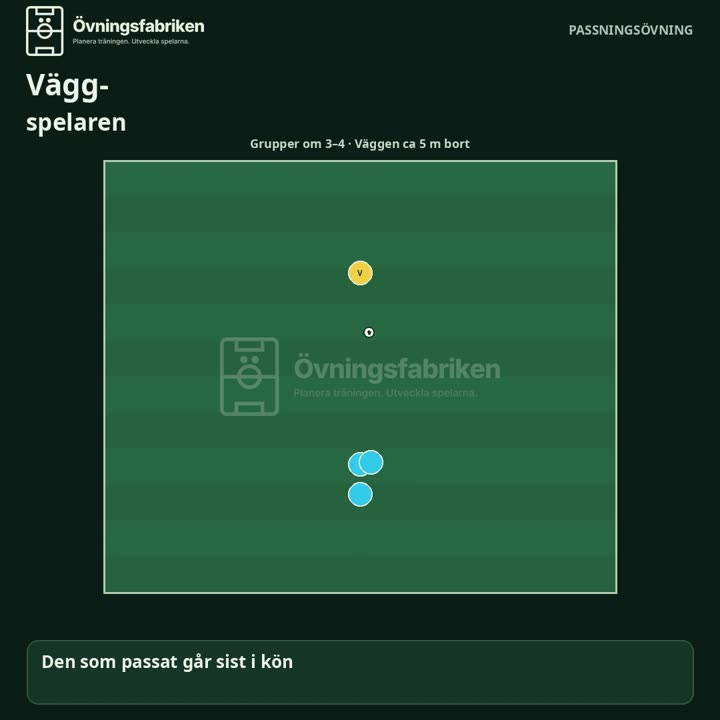 Övningsfabriken
Planera träningen. Utveckla spelarna.
PASSNINGSÖVNING
Vägg-
spelaren
Grupper om 3–4 · Väggen ca 5 m bort
V
Övningsfabriken
Planera träningen. Utveckla spelarna.
Den som passat går sist i kön